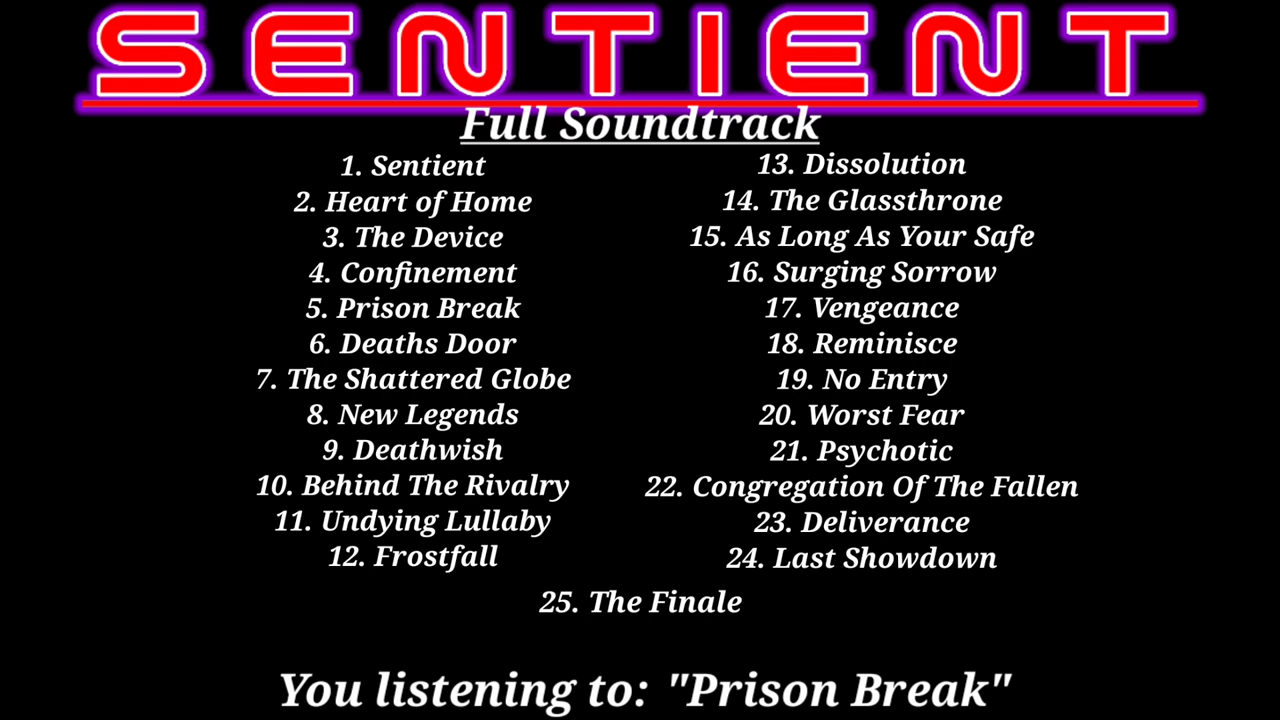 SENTIENT
Full Soundtrack
1. Sentient
2. Heart of Home
3. The Device
4. Confinement
5. Prison Break
6. Deaths Door
7. The Shattered Globe
8. New Legends
9. Deathwish
10. Behind The Rivalry
11. Undying Lullaby
12. Frostfall
13. Dissolution
14. The Glassthrone
15. As Long As Your Safe
16. Surging Sorrow
17. Vengeance
18. Reminisce
19. No Entry
20. Worst Fear
21. Psychotic
22. Congregation Of The Fallen
23. Deliverance
24. Last Showdown
25. The Finale
You listening to: "Prison Break"